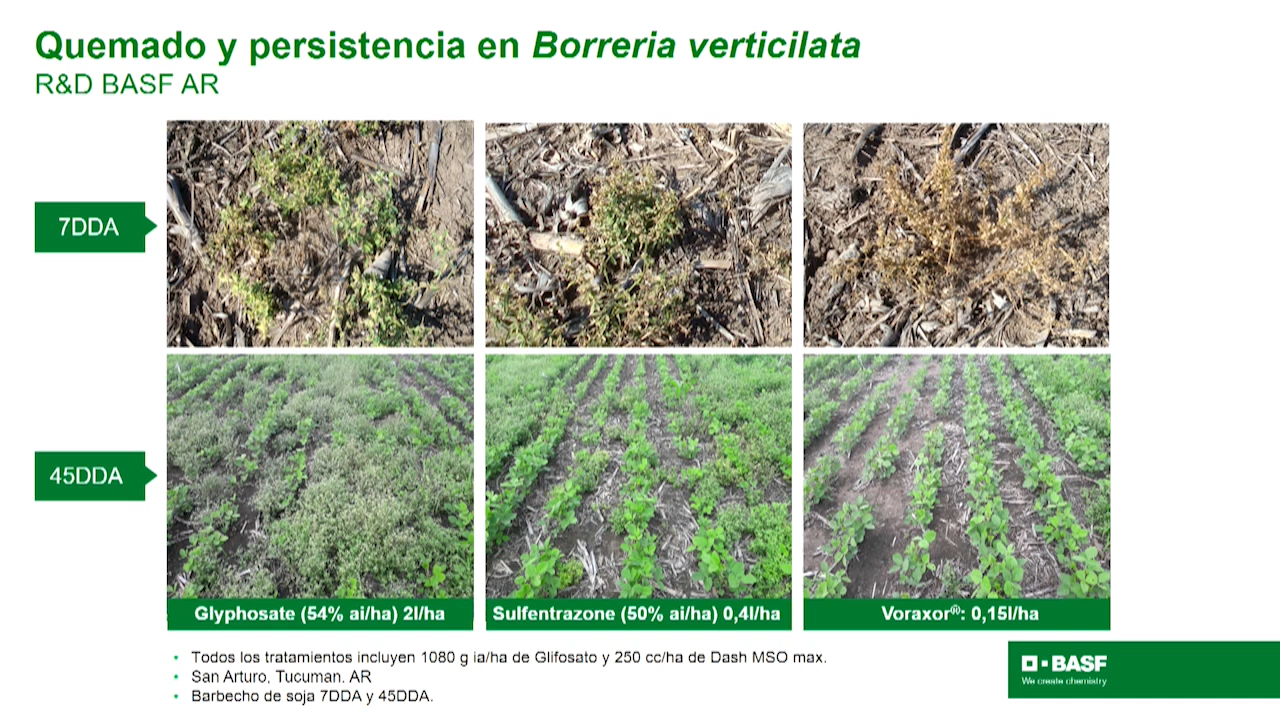 Quemado y persistencia en Borreria verticilata
R&D BASF AR
7DDA
45DDA
Glyphosate (54% ai/ha) 2l/ha
Sulfentrazone (50% ai/ha) 0,4l/ha
Voraxor®: 0,15l/ha
• Todos los tratamientos incluyen 1080 g ia/ha de Glifosato y 250 cc/ha de Dash MSO max.
• San Arturo, Tucuman. AR
• Barbecho de soja 7DDA y 45DDA.
BASF
We create chemistry